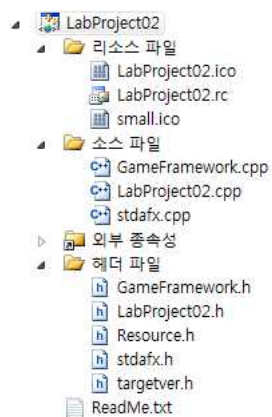 LabProject02
리소스 파일
LabProject02.ico
LabProject02.rc
small.ico
소스 파일
GameFramework.cpp
LabProject02.cpp
stdafx.cpp
외부 종속성
헤더 파일
GameFramework.h
LabProject02.h
Resource.h
stdafx.h
targetver.h
ReadMe.txt